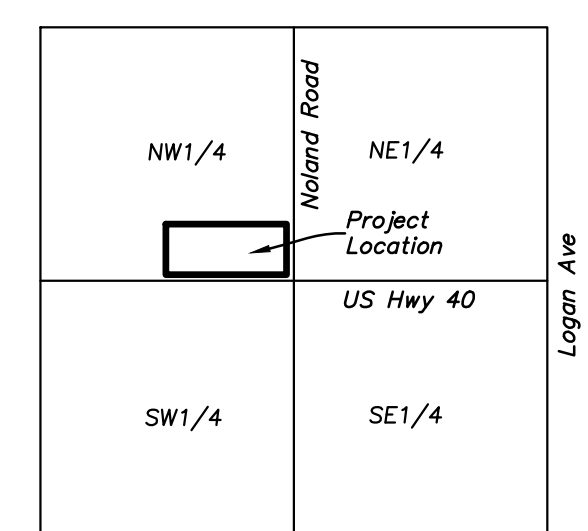 NW1/4
Noland Road
NE1/4
Project
Location
US Hwy 40
Logan Ave
SW1/4
SE1/4